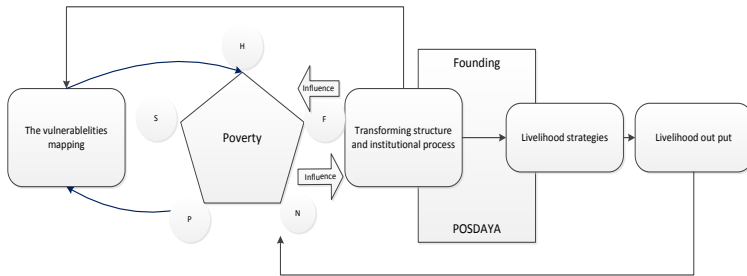 H
Founding
Influence
The vulnerablelities
mapping
S
Poverty
F
Transforming structure
and institutional process
Livelihood strategies
Livelihood out put
Influence
P
N
POSDAYA